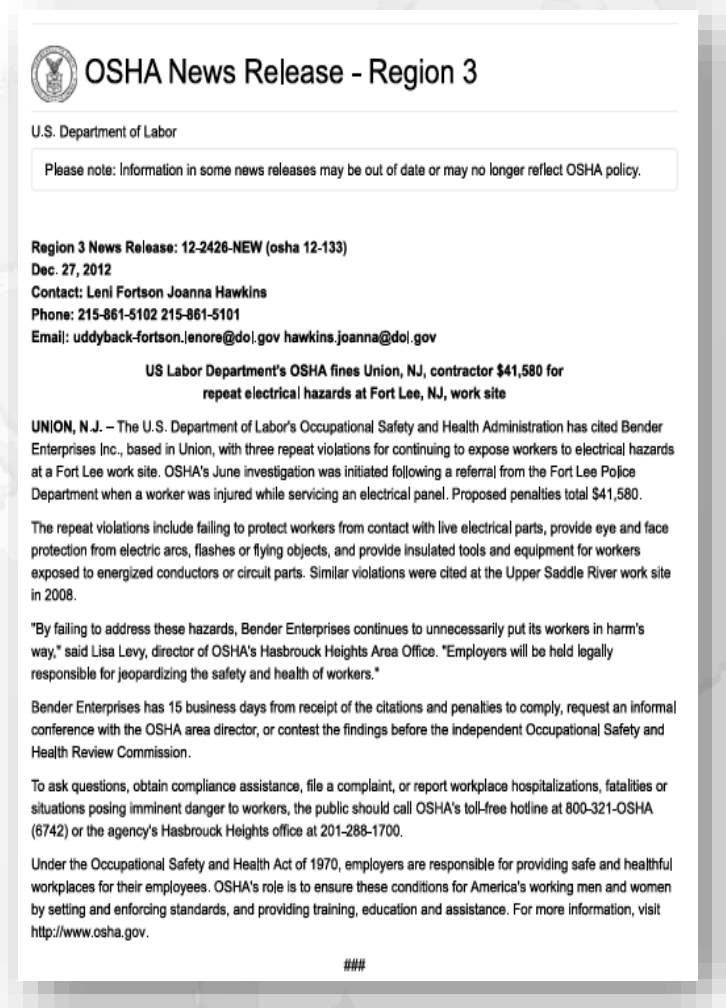 OSHA News Release - Region 3
U.S. Department of Labor
Please note: Information in some news releases may be out of date or may no longer reflect OSHA policy.
Region 3 News Release: 12-2426-NEW (osha 12-133)
Dec. 27, 2012
Contact: Leni Fortson Joanna Hawkins
Phone: 215-861-5102 215-861-5101
Email: uddyback-fortson.lenore@dol.gov hawkins.joanna@dol.gov
US Labor Department's OSHA fines Union, NJ, contractor $41,580 for
repeat electrical hazards at Fort Lee, NJ, work site
UNION, N.J. – The U.S. Department of Labor's Occupational Safety and Health Administration has cited Bender
Enterprises Inc., based in Union, with three repeat violations for continuing to expose workers to electrical hazards
at a Fort Lee work site. OSHA's June investigation was initiated following a referral from the Fort Lee Police
Department when a worker was injured while servicing an electrical panel. Proposed penalties total $41,580.
The repeat violations include failing to protect workers from contact with live electrical parts, provide eye and face
protection from electric arcs, flashes or flying objects, and provide insulated tools and equipment for workers
exposed to energized conductors or circuit parts. Similar violations were cited at the Upper Saddle River work site
in 2008.
"By failing to address these hazards, Bender Enterprises continues to unnecessarily put its workers in harm's
way," said Lisa Levy, director of OSHA's Hasbrouck Heights Area Office. "Employers will be held legally
responsible for jeopardizing the safety and health of workers."
Bender Enterprises has 15 business days from receipt of the citations and penalties to comply, request an informal
conference with the OSHA area director, or contest the findings before the independent Occupational Safety and
Health Review Commission.
To ask questions, obtain compliance assistance, file a complaint, or report workplace hospitalizations, fatalities or
situations posing imminent danger to workers, the public should call OSHA's toll-free hotline at 800-321-OSHA
(6742) or the agency's Hasbrouck Heights office at 201-288-1700.
Under the Occupational Safety and Health Act of 1970, employers are responsible for providing safe and healthful
workplaces for their employees. OSHA's role is to ensure these conditions for America's working men and women
by setting and enforcing standards, and providing training, education and assistance. For more information, visit
http://www.osha.gov.
###